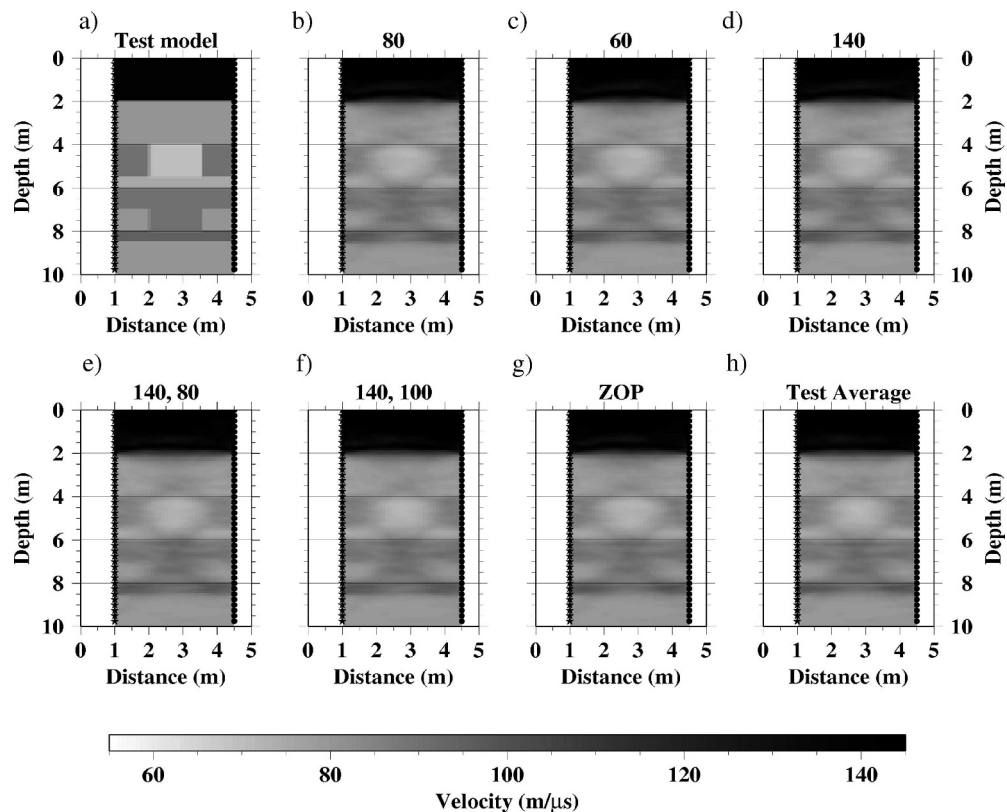 a) b) c) d)
Test model 80 60 140
0 0
2 2
4 4
6 6
8 8
10 10
Depth (m) Depth (m)
0 1 2 3 4 5 0 1 2 3 4 5 0 1 2 3 4 5 0 1 2 3 4 5
Distance (m) Distance (m) Distance (m) Distance (m)
e) f) g) h)
140, 80 140, 100 ZOP Test Average
0 0
2 2
4 4
6 6
8 8
10 10
Depth (m) Depth (m)
0 1 2 3 4 5 0 1 2 3 4 5 0 1 2 3 4 5 0 1 2 3 4 5
Distance (m) Distance (m) Distance (m) Distance (m)
60 80 100 120 140
Velocity (m/μs)